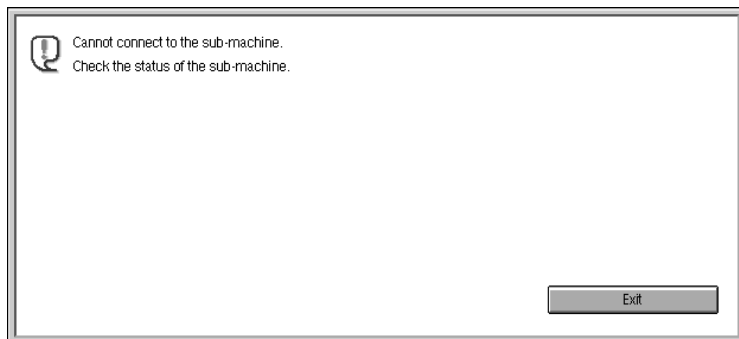 Cannot connect to the sub-machine.
Check the status of the sub-machine.
Exit